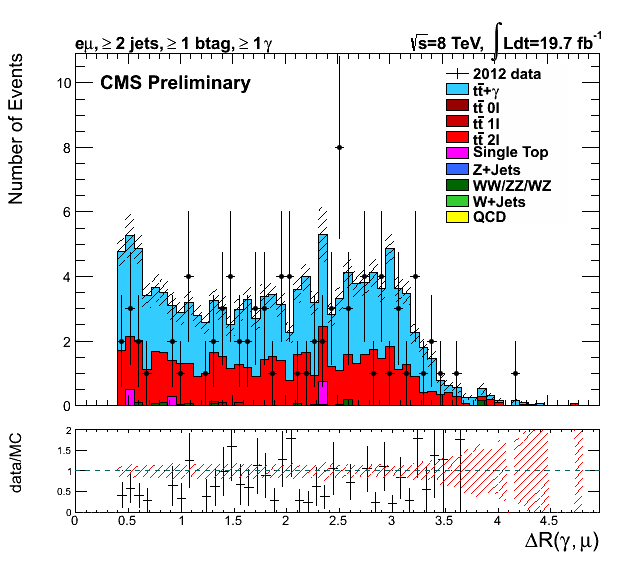 eμ, ≥ 2 jets, ≥ 1 btag, ≥ 1 γ
√s=8 TeV, ∫ Ldt=19.7 fb⁻¹
CMS Preliminary
Number of Events
10
8
6
4
2
0
2012 data
tt̄+γ
tt̄ 0l
tt̄ 1l
tt̄ 2l
Single Top
Z+Jets
WW/ZZ/WZ
W+Jets
QCD
data/MC
2
1.5
1
0.5
0
0 0.5 1 1.5 2 2.5 3 3.5 4 4.5
ΔR(γ, μ)